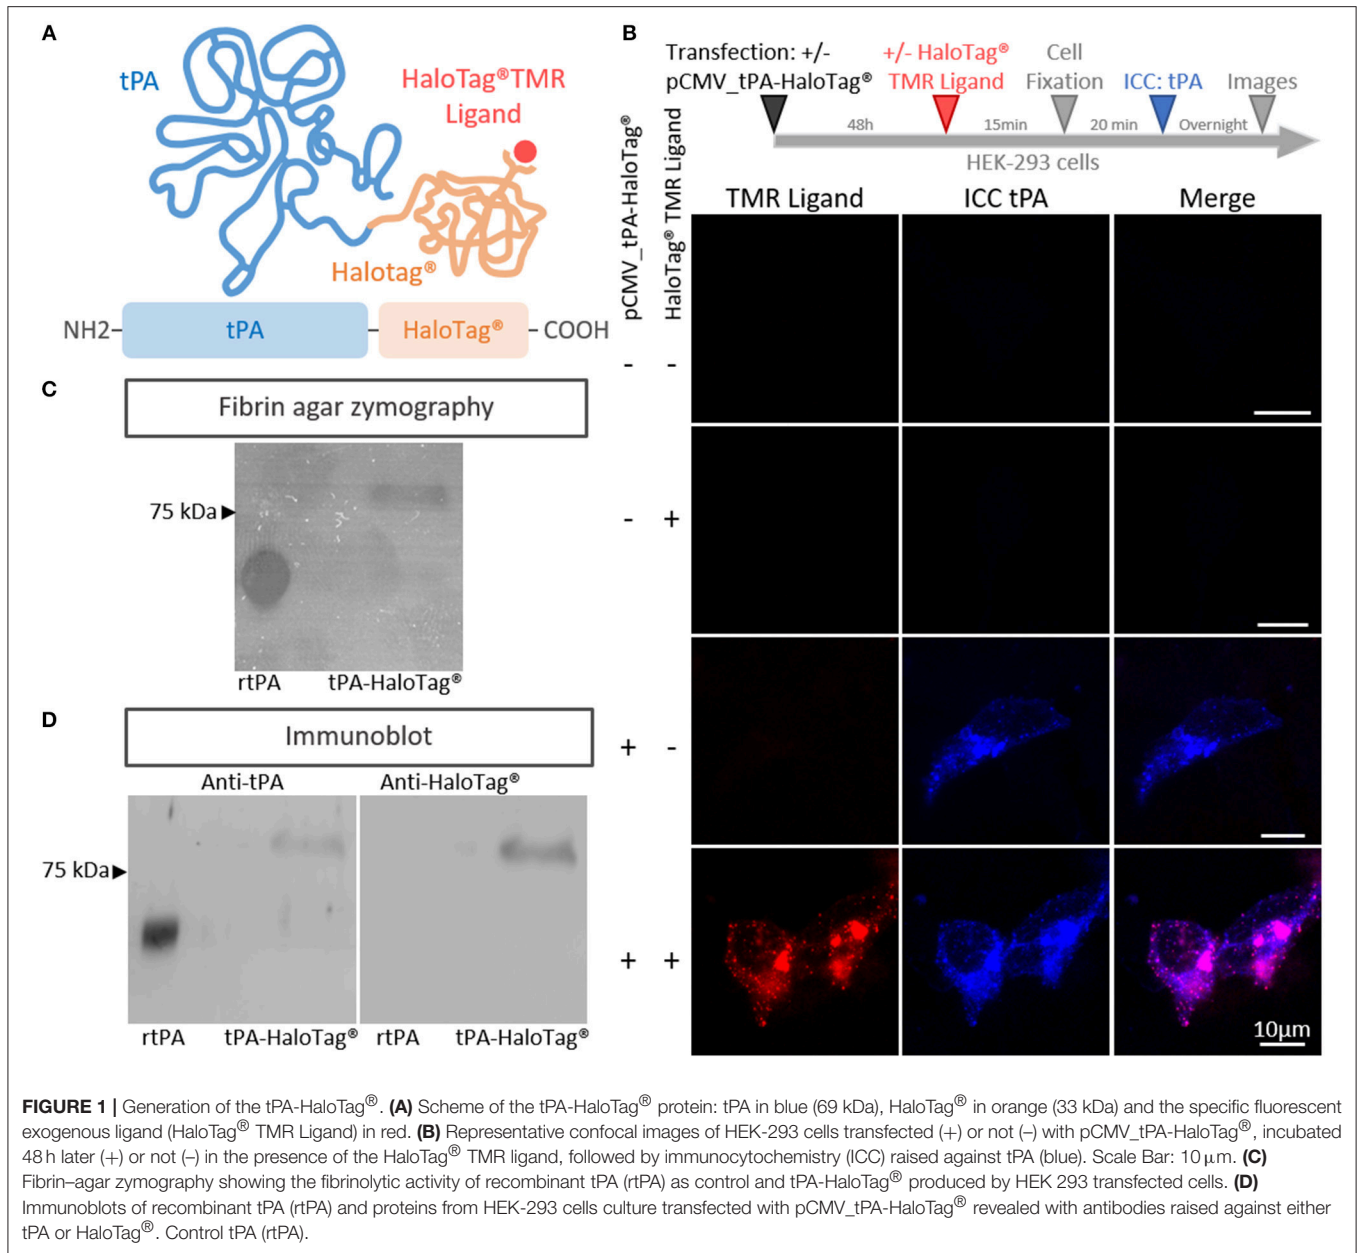 A
tPA
HaloTag®TMR
Ligand
Halotag®
NH2
tPA
HaloTag®
COOH
B
Transfection: +/-
pCMV_tPA-HaloTag®
+/- HaloTag®
TMR Ligand
Cell
Fixation
ICC: tPA
Images
48h
15min
20 min
Overnight
HEK-293 cells
pCMV_tPA-HaloTag®
HaloTag® TMR Ligand
TMR Ligand
ICC tPA
Merge
- -
- +
+ -
+ +
10µm
C
Fibrin agar zymography
75 kDa
rtPA
tPA-HaloTag®
D
Immunoblot
Anti-tPA
Anti-HaloTag®
75 kDa
rtPA
tPA-HaloTag®
rtPA
tPA-HaloTag®
FIGURE 1 | Generation of the tPA-HaloTag®. (A) Scheme of the tPA-HaloTag® protein: tPA in blue (69 kDa), HaloTag® in orange (33 kDa) and the specific fluorescent
exogenous ligand (HaloTag® TMR Ligand) in red. (B) Representative confocal images of HEK-293 cells transfected (+) or not (–) with pCMV_tPA-HaloTag®, incubated
48 h later (+) or not (–) in the presence of the HaloTag® TMR ligand, followed by immunocytochemistry (ICC) raised against tPA (blue). Scale Bar: 10 µm. (C)
Fibrin–agar zymography showing the fibrinolytic activity of recombinant tPA (rtPA) as control and tPA-HaloTag® produced by HEK 293 transfected cells. (D)
Immunoblots of recombinant tPA (rtPA) and proteins from HEK-293 cells culture transfected with pCMV_tPA-HaloTag® revealed with antibodies raised against either
tPA or HaloTag®. Control tPA (rtPA).